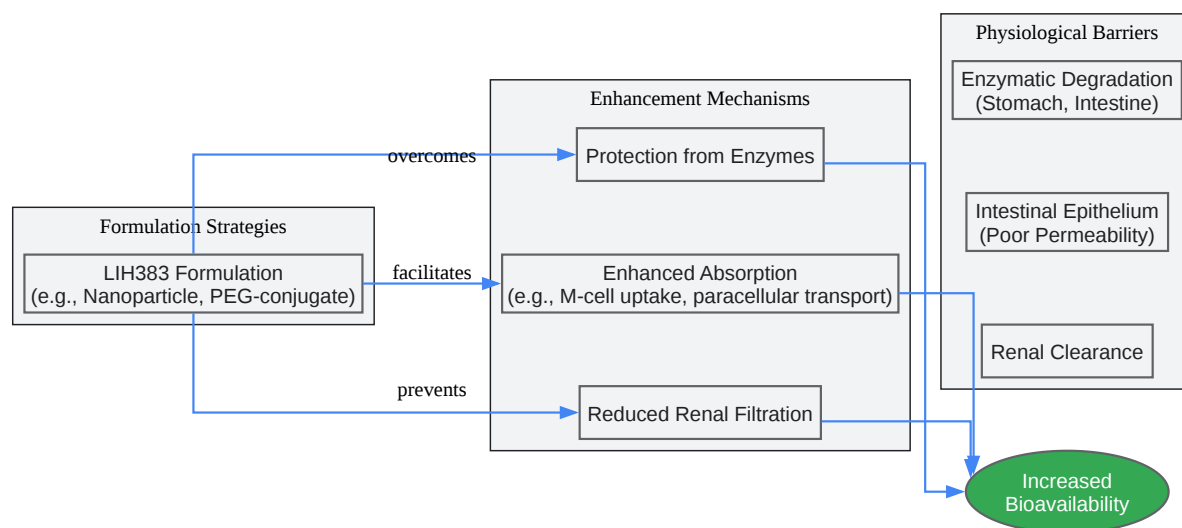 Formulation Strategies
LIH383 Formulation
(e.g., Nanoparticle, PEG-conjugate)
overcomes
facilitates
prevents
Enhancement Mechanisms
Protection from Enzymes
Enhanced Absorption
(e.g., M-cell uptake, paracellular transport)
Reduced Renal Filtration
Physiological Barriers
Enzymatic Degradation
(Stomach, Intestine)
Intestinal Epithelium
(Poor Permeability)
Renal Clearance
Increased
Bioavailability